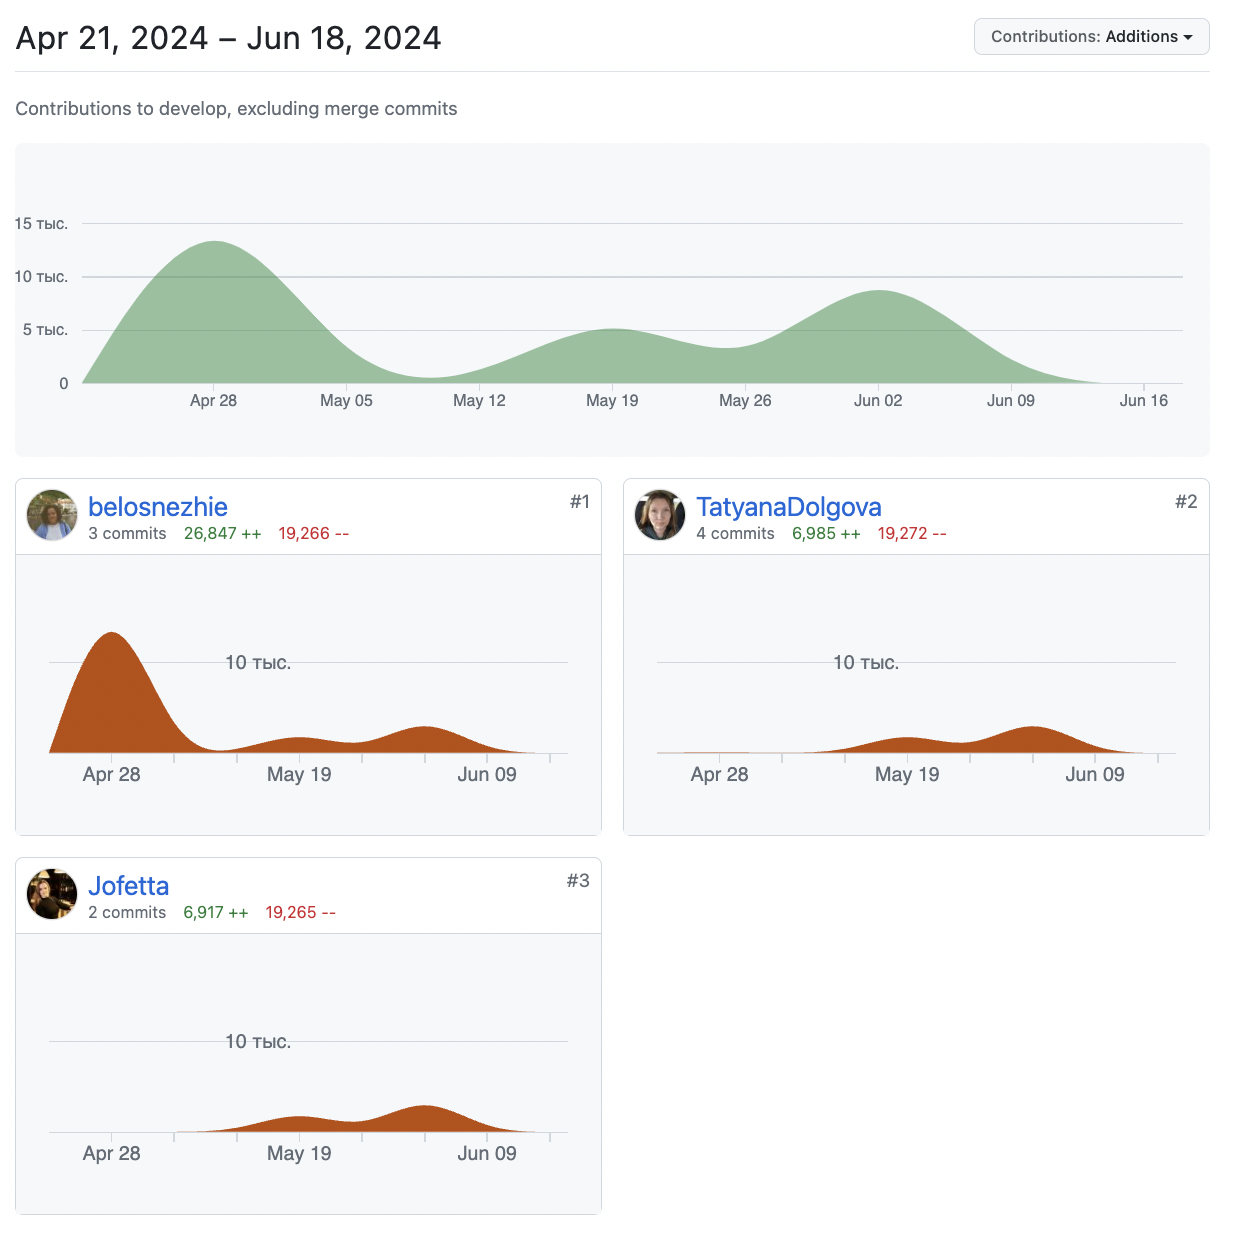 Apr 21, 2024 – Jun 18, 2024
Contributions: Additions
Contributions to develop, excluding merge commits
15 тыс.
10 тыс.
5 тыс.
0
Apr 28 May 05 May 12 May 19 May 26 Jun 02 Jun 09 Jun 16
belosnezhie #1
3 commits 26,847 ++ 19,266 --
10 тыс.
Apr 28 May 19 Jun 09
TatyanaDolgova #2
4 commits 6,985 ++ 19,272 --
10 тыс.
Apr 28 May 19 Jun 09
Jofetta #3
2 commits 6,917 ++ 19,265 --
10 тыс.
Apr 28 May 19 Jun 09